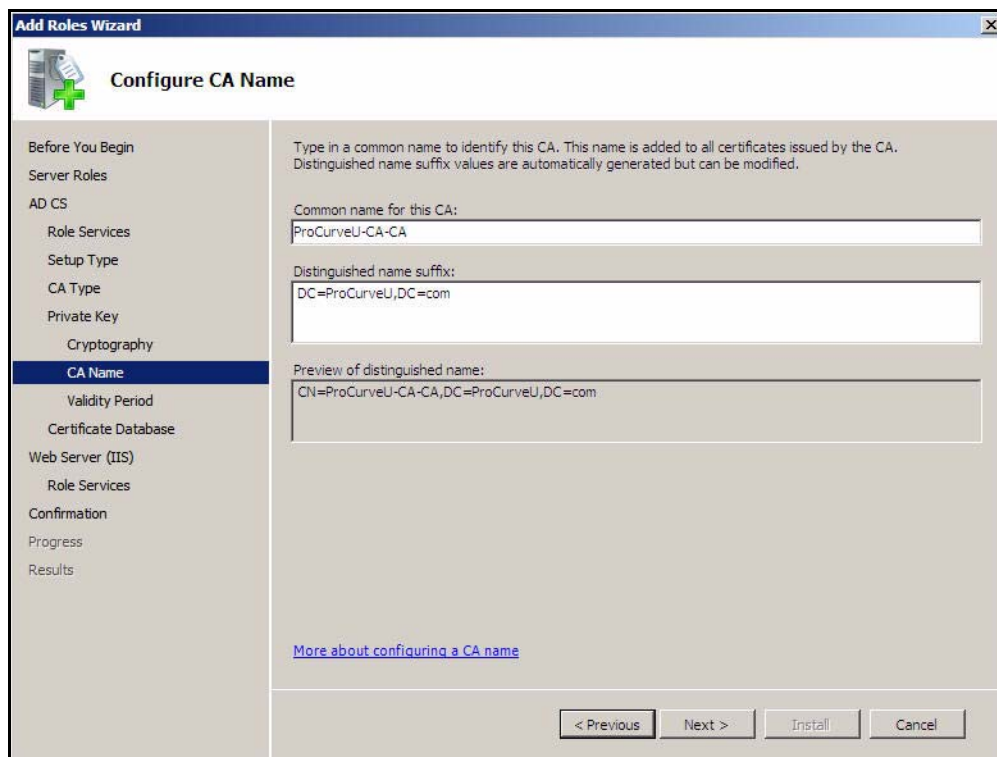 Add Roles Wizard
Configure CA Name
Before You Begin
Server Roles
AD CS
Role Services
Setup Type
CA Type
Private Key
Cryptography
CA Name
Validity Period
Certificate Database
Web Server (IIS)
Role Services
Confirmation
Progress
Results
Type in a common name to identify this CA. This name is added to all certificates issued by the CA.
Distinguished name suffix values are automatically generated but can be modified.
Common name for this CA:
ProCurveU-CA-CA
Distinguished name suffix:
DC=ProCurveU,DC=com
Preview of distinguished name:
CN=ProCurveU-CA-CA,DC=ProCurveU,DC=com
More about configuring a CA name
< Previous
Next >
Install
Cancel